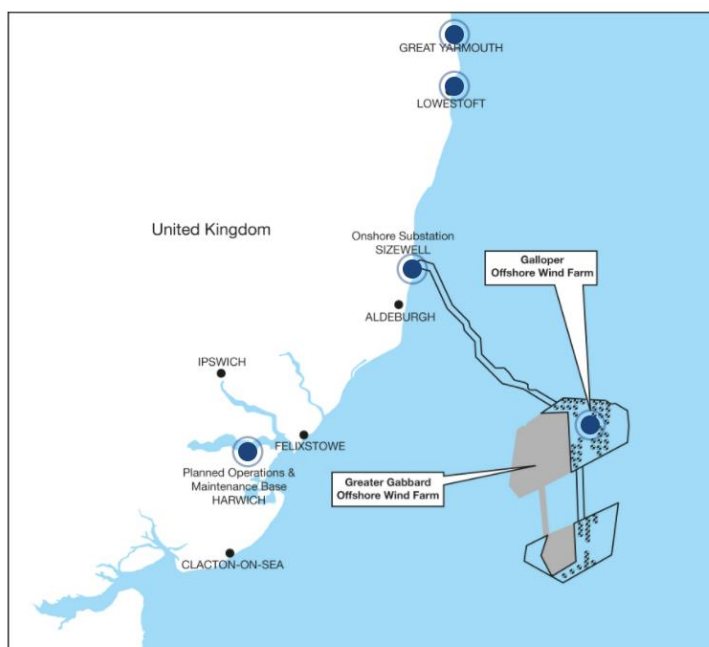 GREAT YARMOUTH
LOWESTOFT
United Kingdom
Onshore Substation
SIZEWELL
Galloper
Offshore Wind Farm
ALDEBURGH
IPSWICH
FELIXSTOWE
Planned Operations &
Maintenance Base
HARWICH
Greater Gabbard
Offshore Wind Farm
CLACTON-ON-SEA